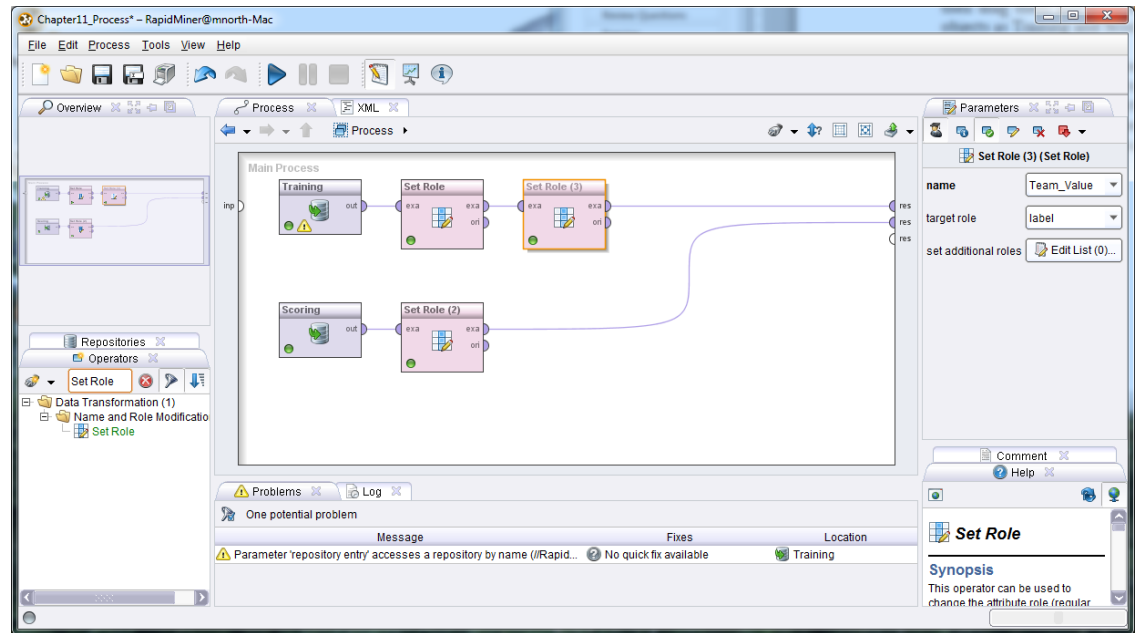 Chapter11_Process* – RapidMiner@mnorth-Mac
File Edit Process Tools View Help
Overview
Process
XML
Parameters
Process
Set Role (3) (Set Role)
name
Team_Value
target role
label
set additional roles
Edit List (0)...
Main Process
Training
out
Set Role
exa
exa
ori
Set Role (3)
exa
exa
ori
inp
res
res
res
Scoring
out
Set Role (2)
exa
exa
ori
Repositories
Operators
Set Role
Data Transformation (1)
Name and Role Modificatio
Set Role
Problems
Log
One potential problem
Message
Fixes
Location
Parameter 'repository entry' accesses a repository by name (//Rapid...
No quick fix available
Training
Comment
Help
Set Role
Synopsis
This operator can be used to
change the attribute role (regular